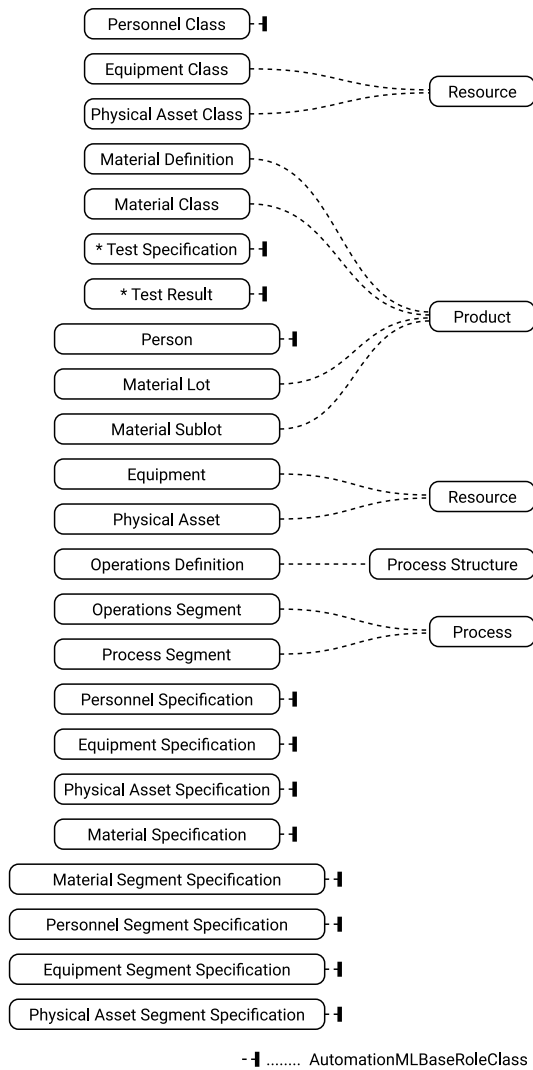 Personnel Class
Equipment Class
Resource
Physical Asset Class
Material Definition
Material Class
* Test Specification
* Test Result
Product
Person
Material Lot
Material Sublot
Equipment
Resource
Physical Asset
Operations Definition
Process Structure
Operations Segment
Process
Process Segment
Personnel Specification
Equipment Specification
Physical Asset Specification
Material Specification
Material Segment Specification
Personnel Segment Specification
Equipment Segment Specification
Physical Asset Segment Specification
........ AutomationMLBaseRoleClass